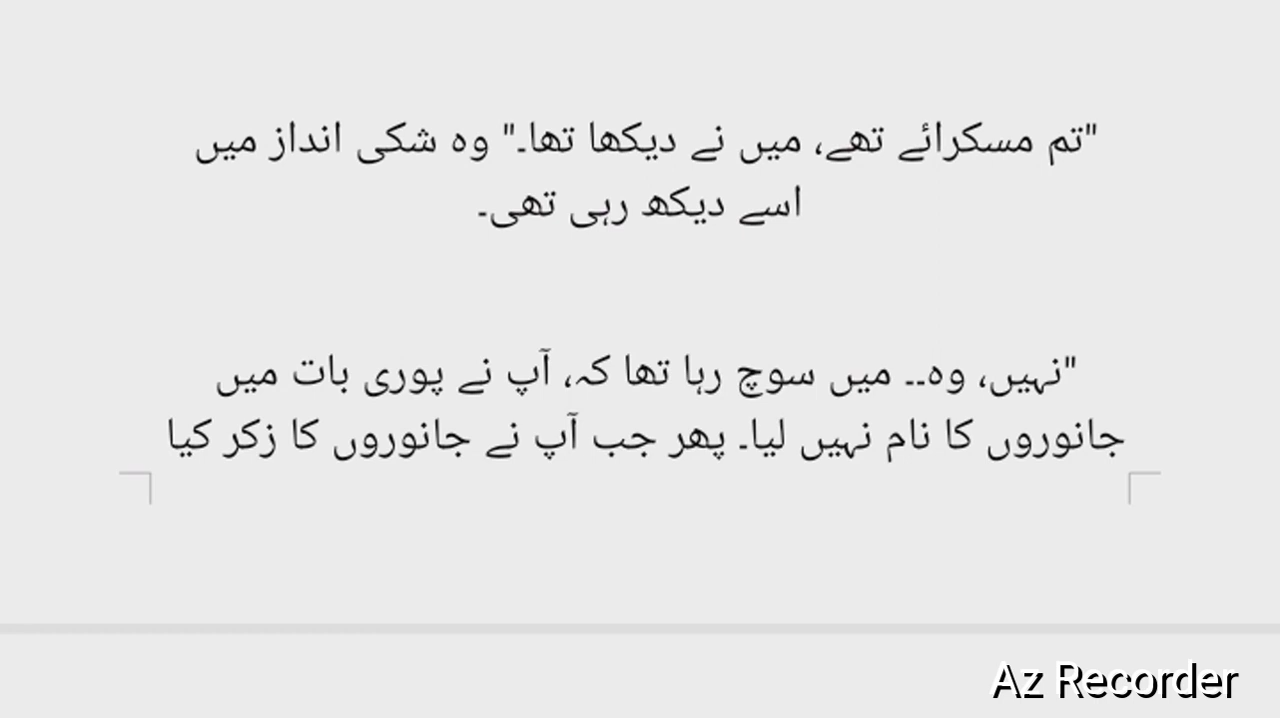 "تم مسکرائے تھے، میں نے دیکھا تھا۔" وہ شکی انداز میں
اسے دیکھ رہی تھی۔
"نہیں، وہ۔۔ میں سوچ رہا تھا کہ، آپ نے پوری بات میں
جانوروں کا نام نہیں لیا۔ پھر جب آپ نے جانوروں کا زکر کیا
Az Recorder